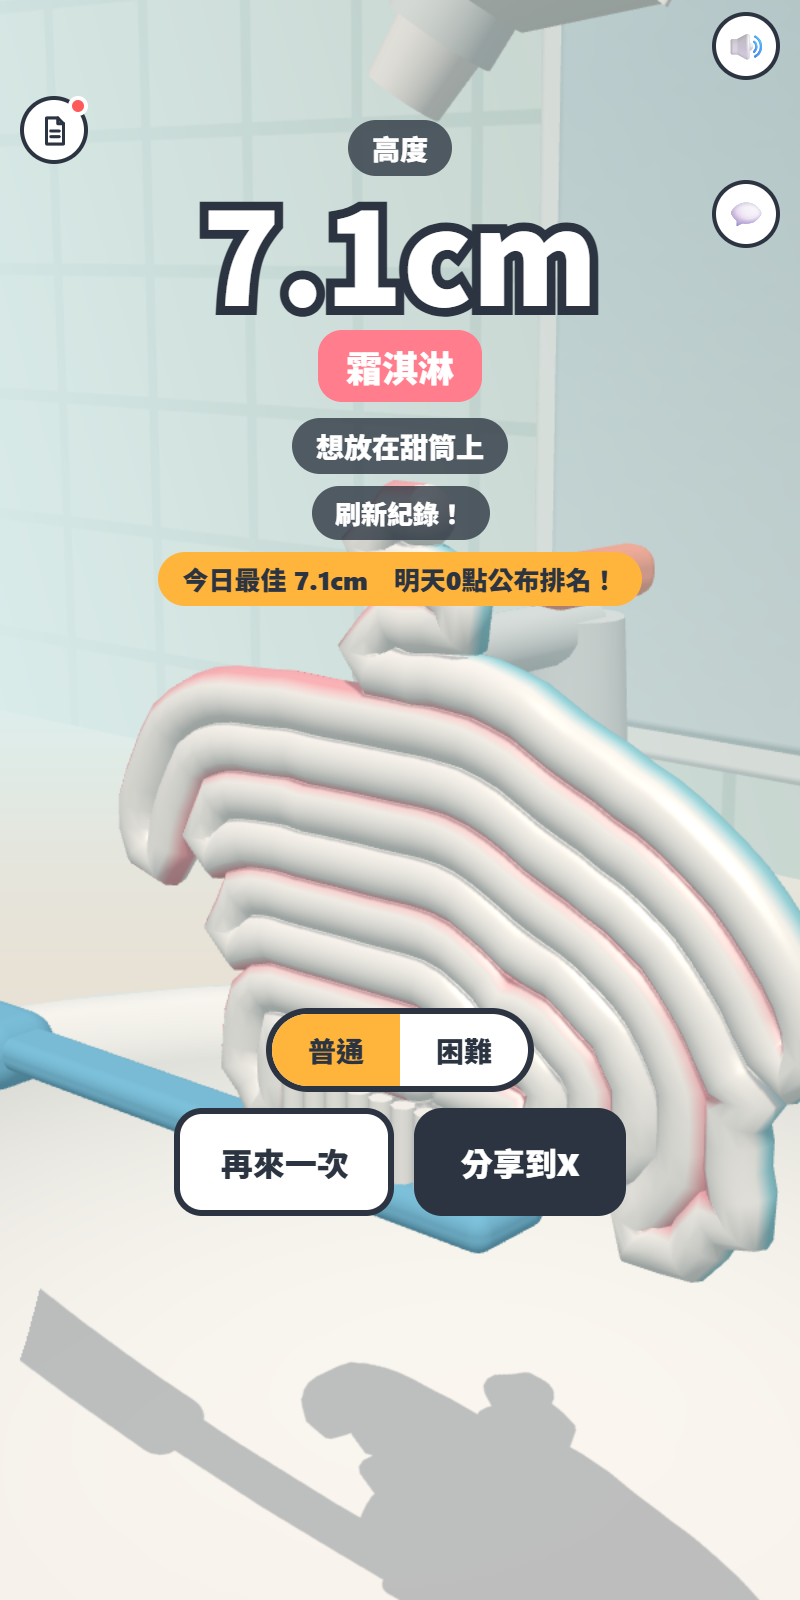 高度
7.1cm
霜淇淋
想放在甜筒上
刷新紀錄！
今日最佳 7.1cm　明天0點公布排名！
普通
困難
再來一次
分享到X